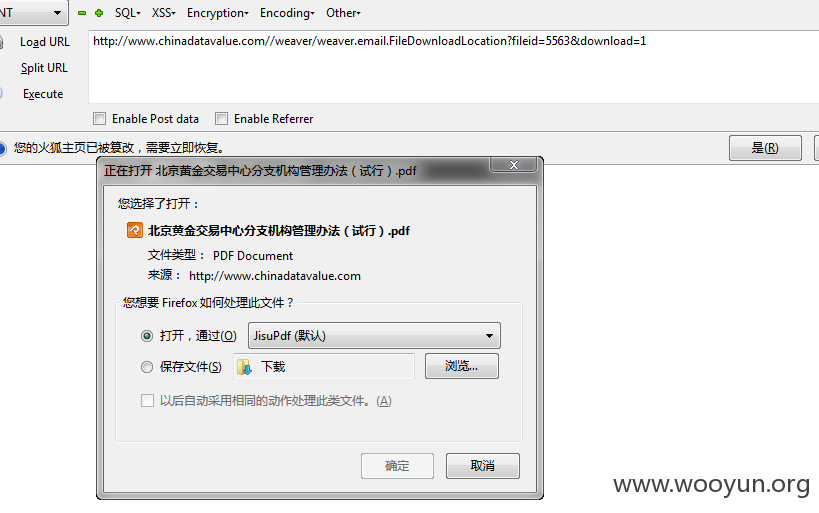 NT SQL- XSS- Encryption- Encoding- Other-
Load URL
http://www.chinadatavalue.com//weaver/weaver.email.FileDownloadLocation?fileid=5563&download=1
Split URL
Execute
Enable Post data Enable Referrer
您的火狐主页已被篡改，需要立即恢复。 是(R)
正在打开 北京黄金交易中心分支机构管理办法（试行）.pdf
您选择了打开：
北京黄金交易中心分支机构管理办法（试行）.pdf
文件类型： PDF Document
来源： http://www.chinadatavalue.com
您想要 Firefox 如何处理此文件？
打开，通过(O) JisuPdf (默认)
保存文件(S) 下载 浏览...
以后自动采用相同的动作处理此类文件。(A)
确定 取消
www.wooyun.org